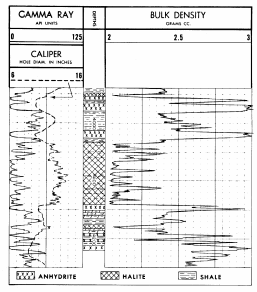 GAMMA RAY
API UNITS
0 125
CALIPER
HOLE DIAM. IN INCHES
6 16
DEPTHS
BULK DENSITY
GRAMS CC.
2 2.5 3
ANHYDRITE HALITE SHALE